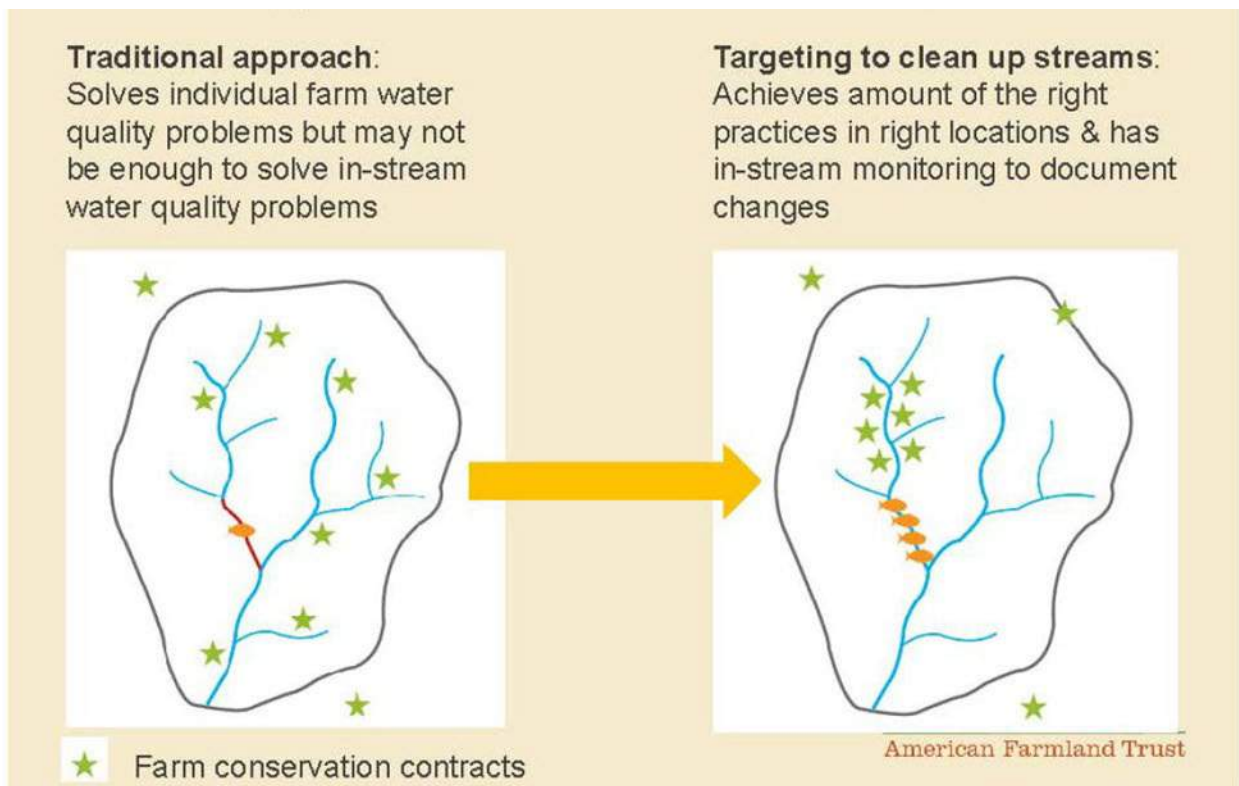 Traditional approach:
Solves individual farm water
quality problems but may not
be enough to solve in-stream
water quality problems
Targeting to clean up streams:
Achieves amount of the right
practices in right locations & has
in-stream monitoring to document
changes
American Farmland Trust
Farm conservation contracts